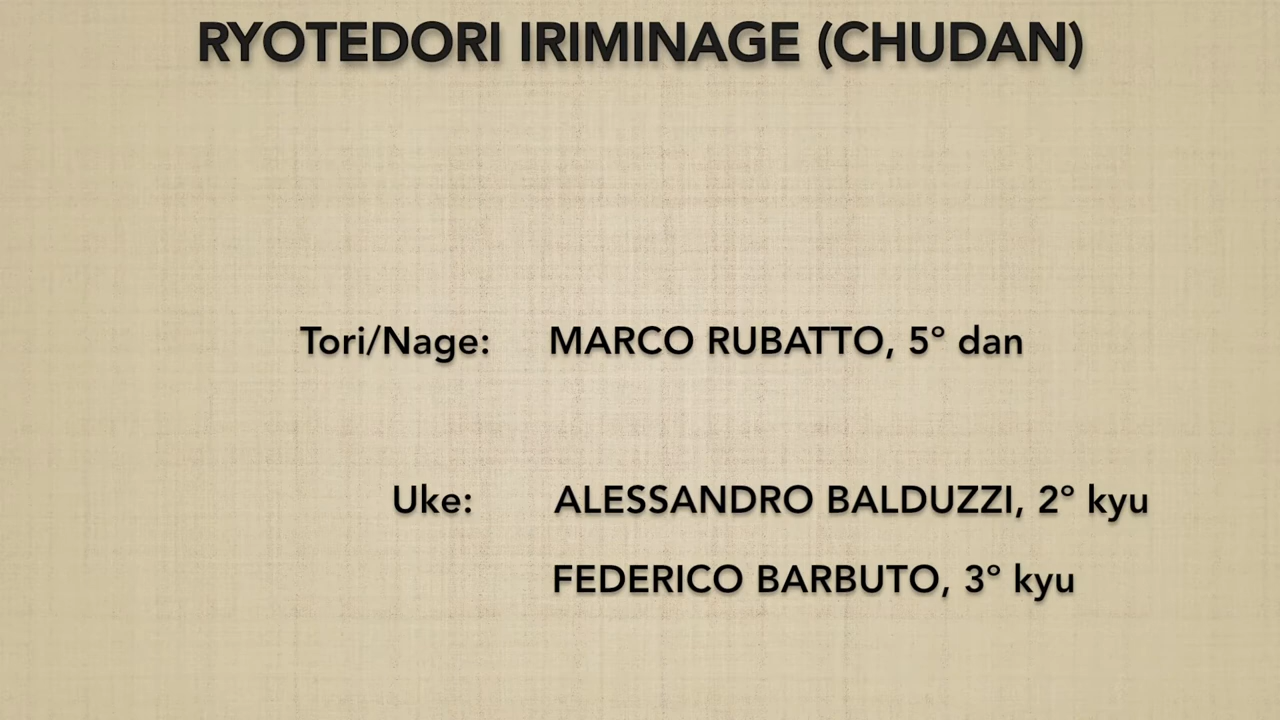 RYOTEDORI IRIMINAGE (CHUDAN)
Tori/Nage: MARCO RUBATTO, 5° dan
Uke: ALESSANDRO BALDUZZI, 2° kyu
FEDERICO BARBUTO, 3° kyu